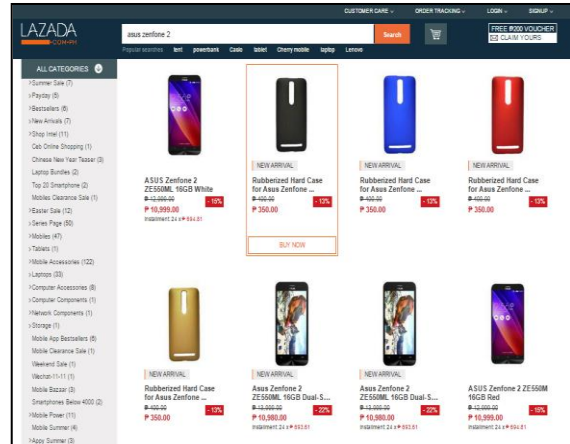 CUSTOMER CARE
ORDER TRACKING
LOGIN
SIGNUP
LAZADA
.COM.PH
asus zenfone 2
Search
FREE ₱200 VOUCHER
CLAIM YOURS
Popular searches tent powerbank Casio tablet Cherry mobile laptop Lenovo
ALL CATEGORIES
›Summer Sale (7)
›Payday (5)
›Bestsellers (6)
›New Arrivals (7)
›Shop Intel (11)
Ceb Online Shopping (1)
Chinese New Year Teaser (3)
Laptop Bundles (2)
Top 20 Smartphone (2)
Mobiles Clearance Sale (1)
›Easter Sale (12)
›Series Page (50)
›Mobiles (47)
›Tablets (1)
›Mobile Accessories (122)
›Laptops (33)
›Computer Accessories (8)
›Computer Components (1)
›Network Components (1)
›Storage (1)
Mobile App Bestsellers (6)
Mobile Clearance Sale (1)
Weekend Sale (1)
Wechat-11-11 (1)
Mobile Bazaar (3)
Smartphones Below 4000 (2)
›Mobile Power (11)
Mobile Summer (4)
›Appy Summer (3)
ASUS Zenfone 2
ZE550ML 16GB White
₱ 10,999.00
- 15%
Installment 24 x
NEW ARRIVAL
Rubberized Hard Case
for Asus Zenfone ...
₱ 400.00
₱ 350.00
- 13%
BUY NOW
NEW ARRIVAL
Rubberized Hard Case
for Asus Zenfone ...
₱ 400.00
₱ 350.00
- 13%
NEW ARRIVAL
Rubberized Hard Case
for Asus Zenfone ...
₱ 400.00
₱ 350.00
- 13%
NEW ARRIVAL
Rubberized Hard Case
for Asus Zenfone ...
₱ 400.00
₱ 350.00
- 13%
NEW ARRIVAL
Asus Zenfone 2
ZE550ML 16GB Dual-S...
₱ 10,980.00
- 22%
Installment 24 x
NEW ARRIVAL
Asus Zenfone 2
ZE550ML 16GB Dual-S...
₱ 10,980.00
- 22%
Installment 24 x
ASUS Zenfone 2 ZE550M
16GB Red
₱ 10,999.00
- 15%
Installment 24 x